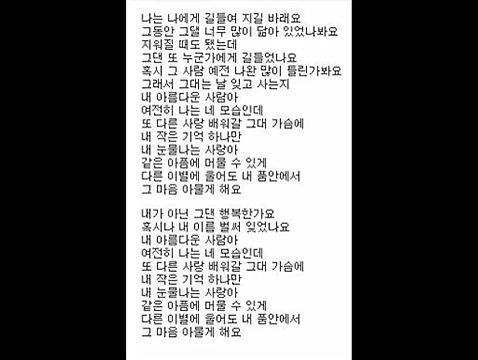 나는 나에게 길들여 지길 바래요
그동안 그댈 너무 많이 닮아 있었나봐요
지워질 때도 됐는데
그댄 또 누군가에게 길들었나요
혹시 그 사람 예전 나완 많이 틀린가봐요
그래서 그대는 날 잊고 사는지
내 아름다운 사람아
여전히 나는 네 모습인데
또 다른 사랑 배워갈 그대 가슴에
내 작은 기억 하나만
내 눈물나는 사랑아
같은 아픔에 머물 수 있게
다른 이별에 울어도 내 품안에서
그 마음 아물게 해요
내가 아닌 그댄 행복한가요
혹시나 내 이름 벌써 잊었나요
내 아름다운 사람아
여전히 나는 네 모습인데
또 다른 사랑 배워갈 그대 가슴에
내 작은 기억 하나만
내 눈물나는 사랑아
같은 아픔에 머물 수 있게
다른 이별에 울어도 내 품안에서
그 마음 아물게 해요